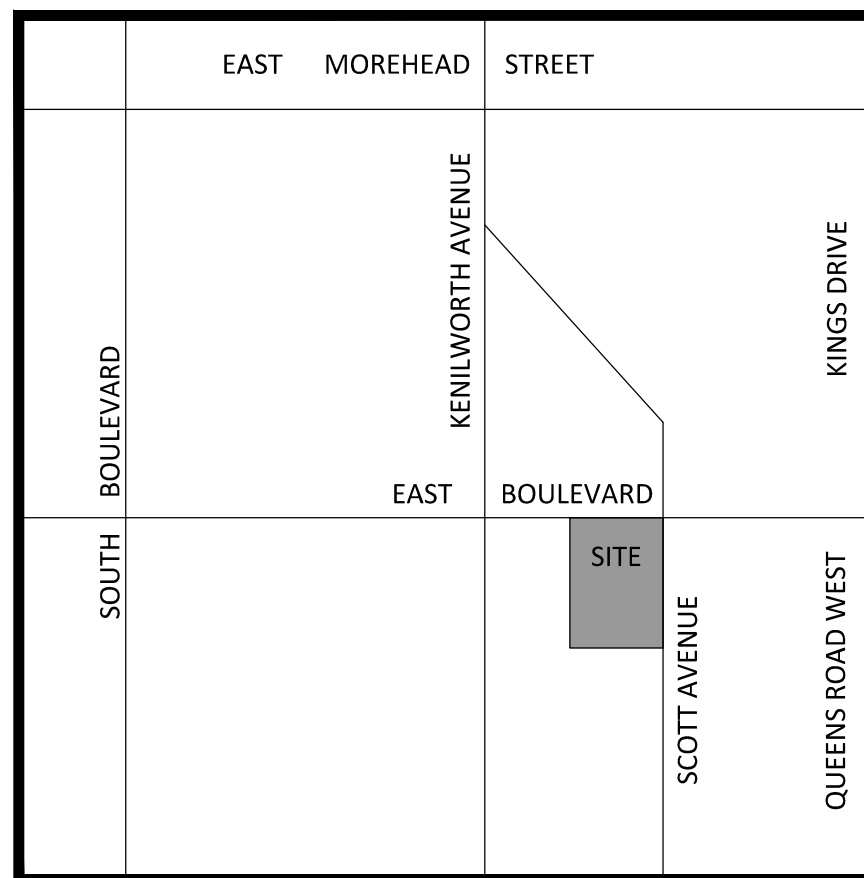 EAST MOREHEAD STREET
KENILWORTH AVENUE
KINGS DRIVE
SOUTH BOULEVARD
EAST BOULEVARD
SITE
SCOTT AVENUE
QUEENS ROAD WEST